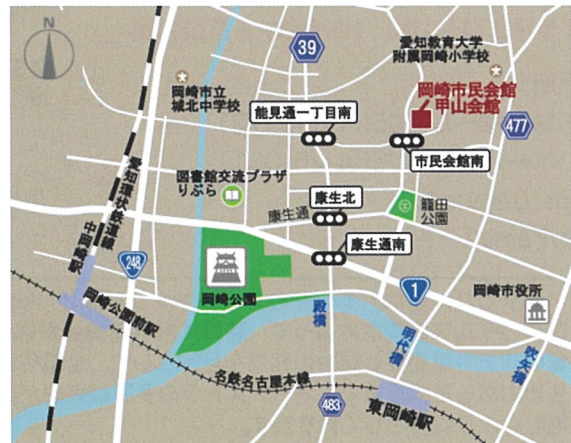 N
39
愛知教育大学
附属岡崎小学校
岡崎市立
城北中学校
岡崎市民会館
甲山会館
能見通一丁目南
477
市民会館南
愛知環状鉄道線
図書館交流プラザ
りぶら
康生北
康生通
籠田
公園
中岡崎駅
康生通南
248
岡崎公園
1
岡崎市役所
岡崎公園前駅
殿橋
明代橋
吹矢橋
名鉄名古屋本線
483
東岡崎駅